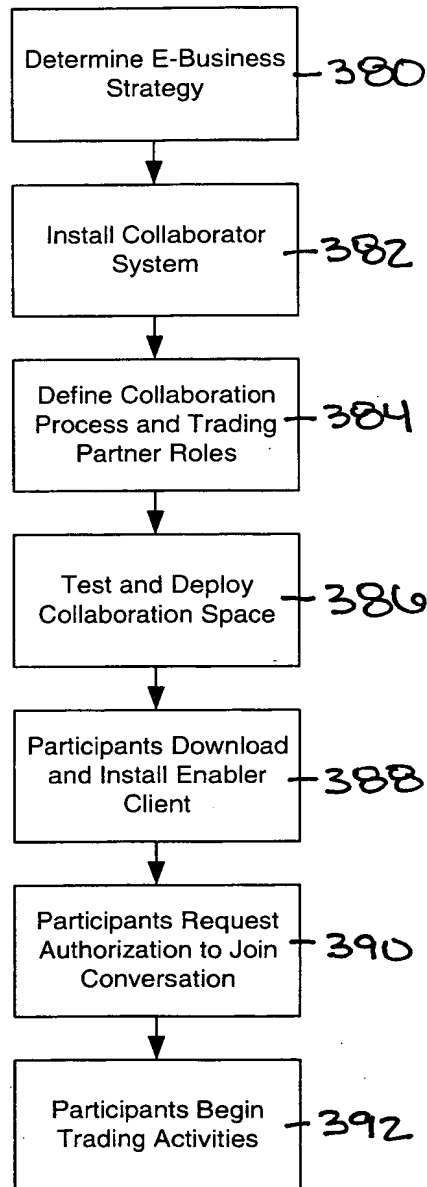 Determine E-Business
Strategy
380
Install Collaborator
System
382
Define Collaboration
Process and Trading
Partner Roles
384
Test and Deploy
Collaboration Space
386
Participants Download
and Install Enabler
Client
388
Participants Request
Authorization to Join
Conversation
390
Participants Begin
Trading Activities
392